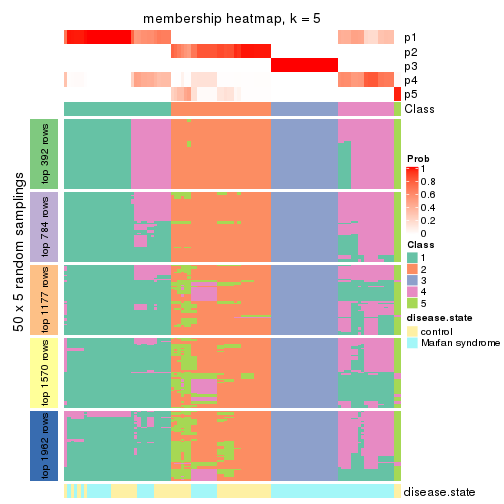 membership heatmap, k = 5
p1
p2
p3
p4
p5
Class
50 x 5 random samplings
top 392 rows
top 784 rows
top 1177 rows
top 1570 rows
top 1962 rows
Prob
1
0.8
0.6
0.4
0.2
0
Class
1
2
3
4
5
disease.state
control
Marfan syndrome
disease.state